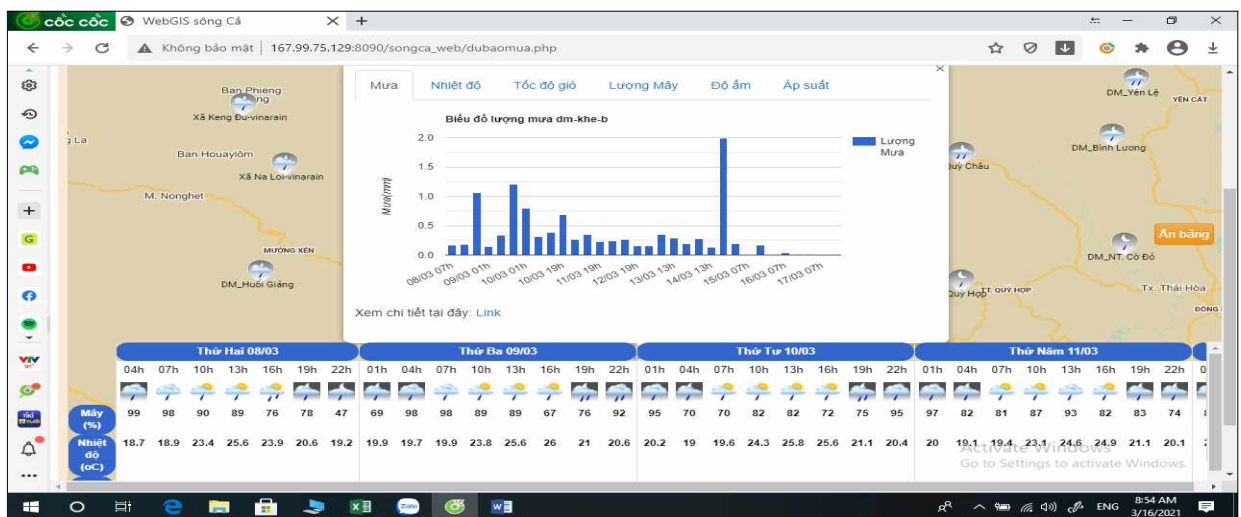 cốc cốc WebGIS sông Cả
Không bảo mật 167.99.75.129:8090/songca_web/dubaomua.php
Mưa Nhiệt độ Tốc độ gió Lượng Mây Độ ẩm Áp suất
Biểu đồ lượng mưa dm-khe-b
Mưa(mm)
2.0
1.5
1.0
0.5
0.0
Lượng
Mưa
08/03 07h 09/03 01h 10/03 01h 10/03 19h 11/03 19h 12/03 19h 13/03 13h 14/03 13h 15/03 07h 16/03 07h 17/03 07h
Xem chi tiết tại đây: Link
Ban Phieng
Xã Keng Đu-vinarain
Ban Houaylôm
Xã Na Loi-vinarain
M. Nonghet
MƯỜNG XÉN
DM_Huồi Giảng
DM_Yên Lệ
YÊN CÁT
DM_Bình Lương
Quỳ Châu
Ẩn bảng
DM_NT. Cờ Đỏ
Quỳ Hợp
TT. QUỲ HỢP
Tx. Thái Hòa
Thứ Hai 08/03 Thứ Ba 09/03 Thứ Tư 10/03 Thứ Năm 11/03
04h 07h 10h 13h 16h 19h 22h 01h 04h 07h 10h 13h 16h 19h 22h 01h 04h 07h 10h 13h 16h 19h 22h 01h 04h 07h 10h 13h 16h 19h 22h
Mây
(%)
99 98 90 89 76 78 47 69 98 98 89 89 67 76 92 95 70 70 82 82 72 75 95 97 82 81 87 93 82 83 74
Nhiệt
độ
(oC)
18.7 18.9 23.4 25.6 23.9 20.6 19.2 19.9 19.7 19.9 23.8 25.6 26 21 20.6 20.2 19 19.6 24.3 25.8 25.6 21.1 20.4 20 19.1 19.4 23.1 24.6 24.9 21.1 20.1
Activate Windows
Go to Settings to activate Windows.
ENG
8:54 AM
3/16/2021